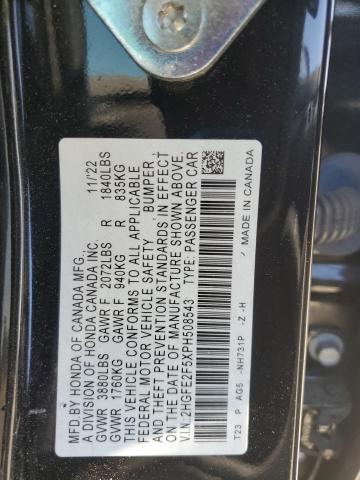 MFD. BY HONDA OF CANADA MFG. 11/22
A DIVISION OF HONDA CANADA INC.
GVWR 3880LBS GAWR F 2072LBS R 1840LBS
GVWR 1760KG GAWR F 940KG R 835KG
THIS VEHICLE CONFORMS TO ALL APPLICABLE
FEDERAL MOTOR VEHICLE SAFETY, BUMPER,
AND THEFT PREVENTION STANDARDS IN EFFECT
ON THE DATE OF MANUFACTURE SHOWN ABOVE.
V.I.N. 2HGFE2F5XPH508543 TYPE: PASSENGER CAR
T23 P AG5 -NH731P -Z -H / MADE IN CANADA